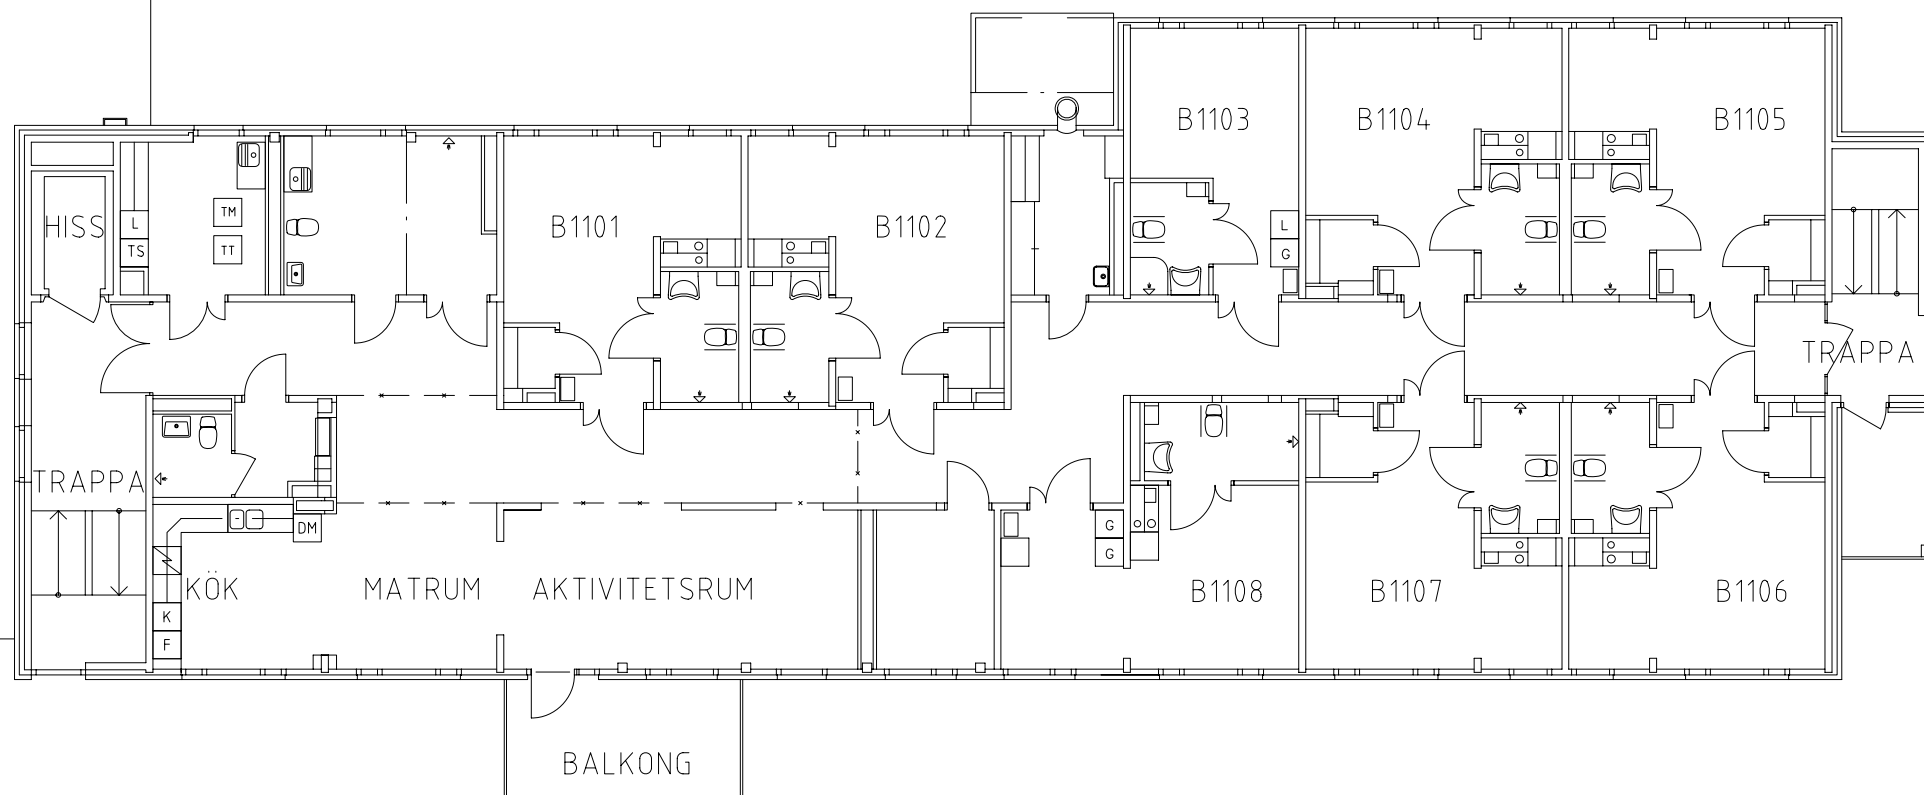 B1103
B1104
B1105
HISS
L
TS
TM
TT
B1101
B1102
L
G
TRAPPA
TRAPPA
DM
G
G
KÖK
MATRUM
AKTIVITETSRUM
B1108
B1107
B1106
K
F
BALKONG